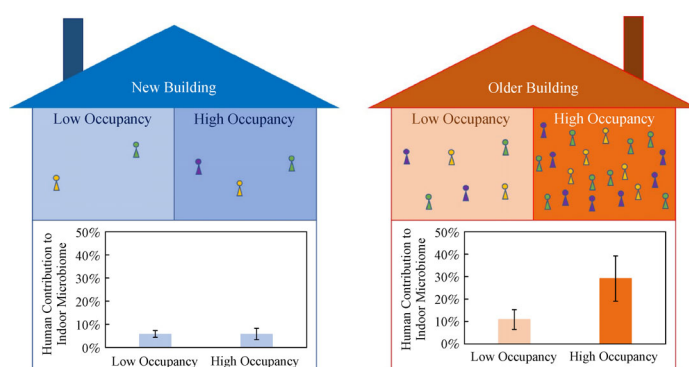 New Building
Low Occupancy
High Occupancy
Human Contribution to
Indoor Microbiome
50%
40%
30%
20%
10%
0%
Low Occupancy
High Occupancy
Older Building
Low Occupancy
High Occupancy
Human Contribution to
Indoor Microbiome
50%
40%
30%
20%
10%
0%
Low Occupancy
High Occupancy